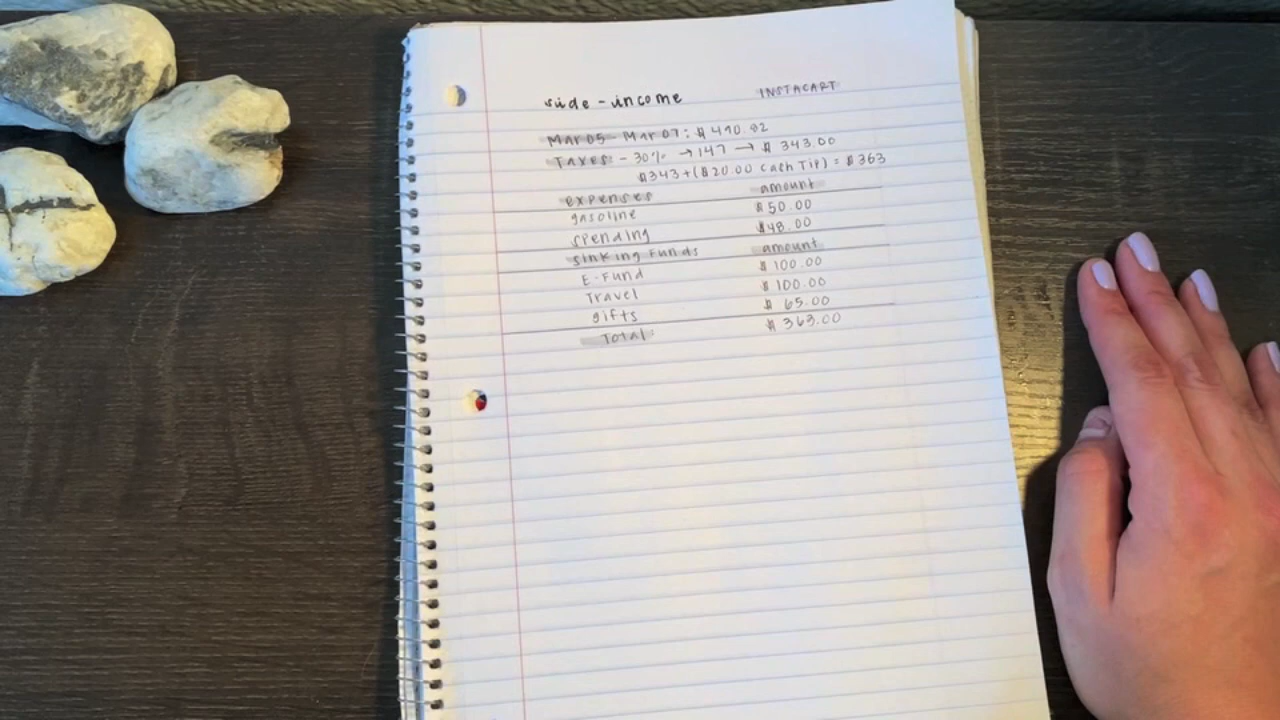 side - income INSTACART
Mar 05 - Mar 07: $ 490.82
Taxes: - 30% → 147 → $ 343.00
$343 + ($20.00 Cash Tip) = $363
expenses amount
gasoline $50.00
spending $48.00
sinking Funds amount
E-Fund $ 100.00
Travel $ 100.00
gifts $ 65.00
Total $ 363.00